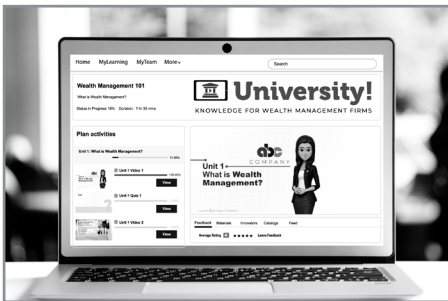 Home MyLearning MyTeam More
Search
Wealth Management 101
What is Wealth Management?
Status In Progress 16% Duration 1 hr 35 mins
University!
KNOWLEDGE FOR WEALTH MANAGEMENT FIRMS
Plan activities
Unit 1: What is Wealth Management?
Unit 1 Video 1
View
Unit 1 Quiz 1
View
Unit 1 Video 2
View
abc
COMPANY
Unit 1
What is Wealth
Management?
Feedback Materials Innovators Catalogs Feed
Average Rating Leave Feedback